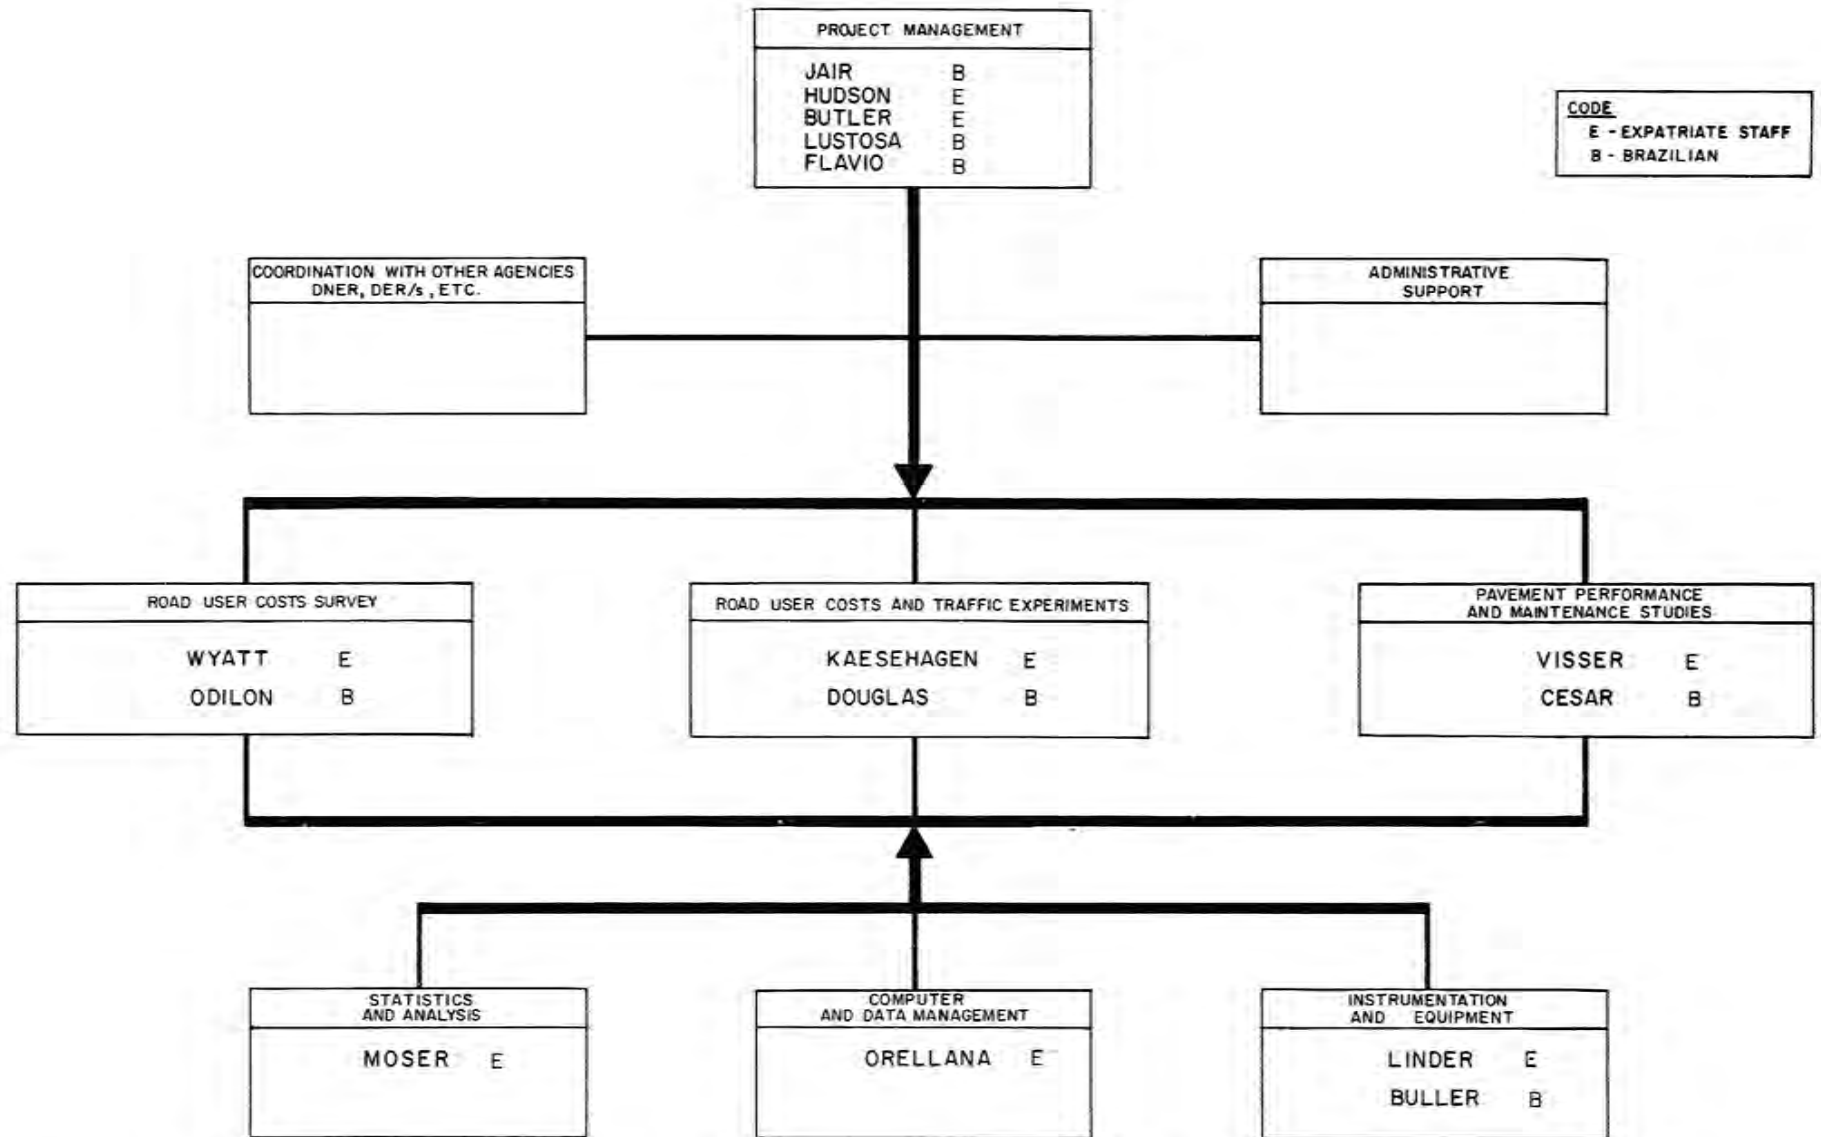 PROJECT MANAGEMENT
JAIR B
HUDSON E
BUTLER E
LUSTOSA B
FLAVIO B
CODE
E - EXPATRIATE STAFF
B - BRAZILIAN
COORDINATION WITH OTHER AGENCIES
DNER, DER/s, ETC.
ADMINISTRATIVE
SUPPORT
ROAD USER COSTS SURVEY
WYATT E
ODILON B
ROAD USER COSTS AND TRAFFIC EXPERIMENTS
KAESEHAGEN E
DOUGLAS B
PAVEMENT PERFORMANCE
AND MAINTENANCE STUDIES
VISSER E
CESAR B
STATISTICS
AND ANALYSIS
MOSER E
COMPUTER
AND DATA MANAGEMENT
ORELLANA E
INSTRUMENTATION
AND EQUIPMENT
LINDER E
BULLER B